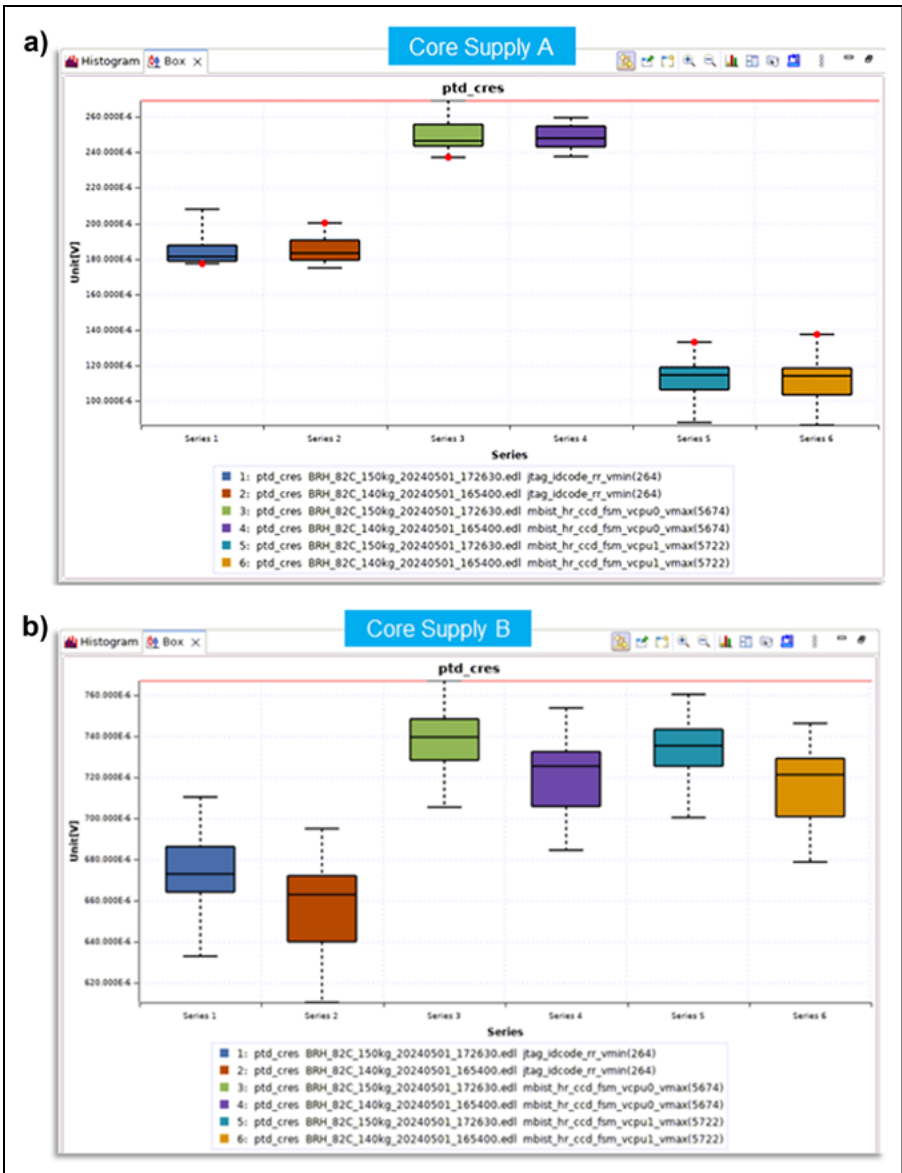 a)
Core Supply A
Histogram Box
ptd_cres
260.000E-6
240.000E-6
220.000E-6
200.000E-6
180.000E-6
160.000E-6
140.000E-6
120.000E-6
100.000E-6
Unit[V]
Series 1 Series 2 Series 3 Series 4 Series 5 Series 6
Series
1: ptd_cres BRH_82C_150kg_20240501_172630.edl jtag_idcode_rr_vmin(264)
2: ptd_cres BRH_82C_140kg_20240501_165400.edl jtag_idcode_rr_vmin(264)
3: ptd_cres BRH_82C_150kg_20240501_172630.edl mbist_hr_ccd_fsm_vcpu0_vmax(5674)
4: ptd_cres BRH_82C_140kg_20240501_165400.edl mbist_hr_ccd_fsm_vcpu0_vmax(5674)
5: ptd_cres BRH_82C_150kg_20240501_172630.edl mbist_hr_ccd_fsm_vcpu1_vmax(5722)
6: ptd_cres BRH_82C_140kg_20240501_165400.edl mbist_hr_ccd_fsm_vcpu1_vmax(5722)
b)
Core Supply B
Histogram Box
ptd_cres
760.000E-6
740.000E-6
720.000E-6
700.000E-6
680.000E-6
660.000E-6
640.000E-6
620.000E-6
Unit[V]
Series 1 Series 2 Series 3 Series 4 Series 5 Series 6
Series
1: ptd_cres BRH_82C_150kg_20240501_172630.edl jtag_idcode_rr_vmin(264)
2: ptd_cres BRH_82C_140kg_20240501_165400.edl jtag_idcode_rr_vmin(264)
3: ptd_cres BRH_82C_150kg_20240501_172630.edl mbist_hr_ccd_fsm_vcpu0_vmax(5674)
4: ptd_cres BRH_82C_140kg_20240501_165400.edl mbist_hr_ccd_fsm_vcpu0_vmax(5674)
5: ptd_cres BRH_82C_150kg_20240501_172630.edl mbist_hr_ccd_fsm_vcpu1_vmax(5722)
6: ptd_cres BRH_82C_140kg_20240501_165400.edl mbist_hr_ccd_fsm_vcpu1_vmax(5722)